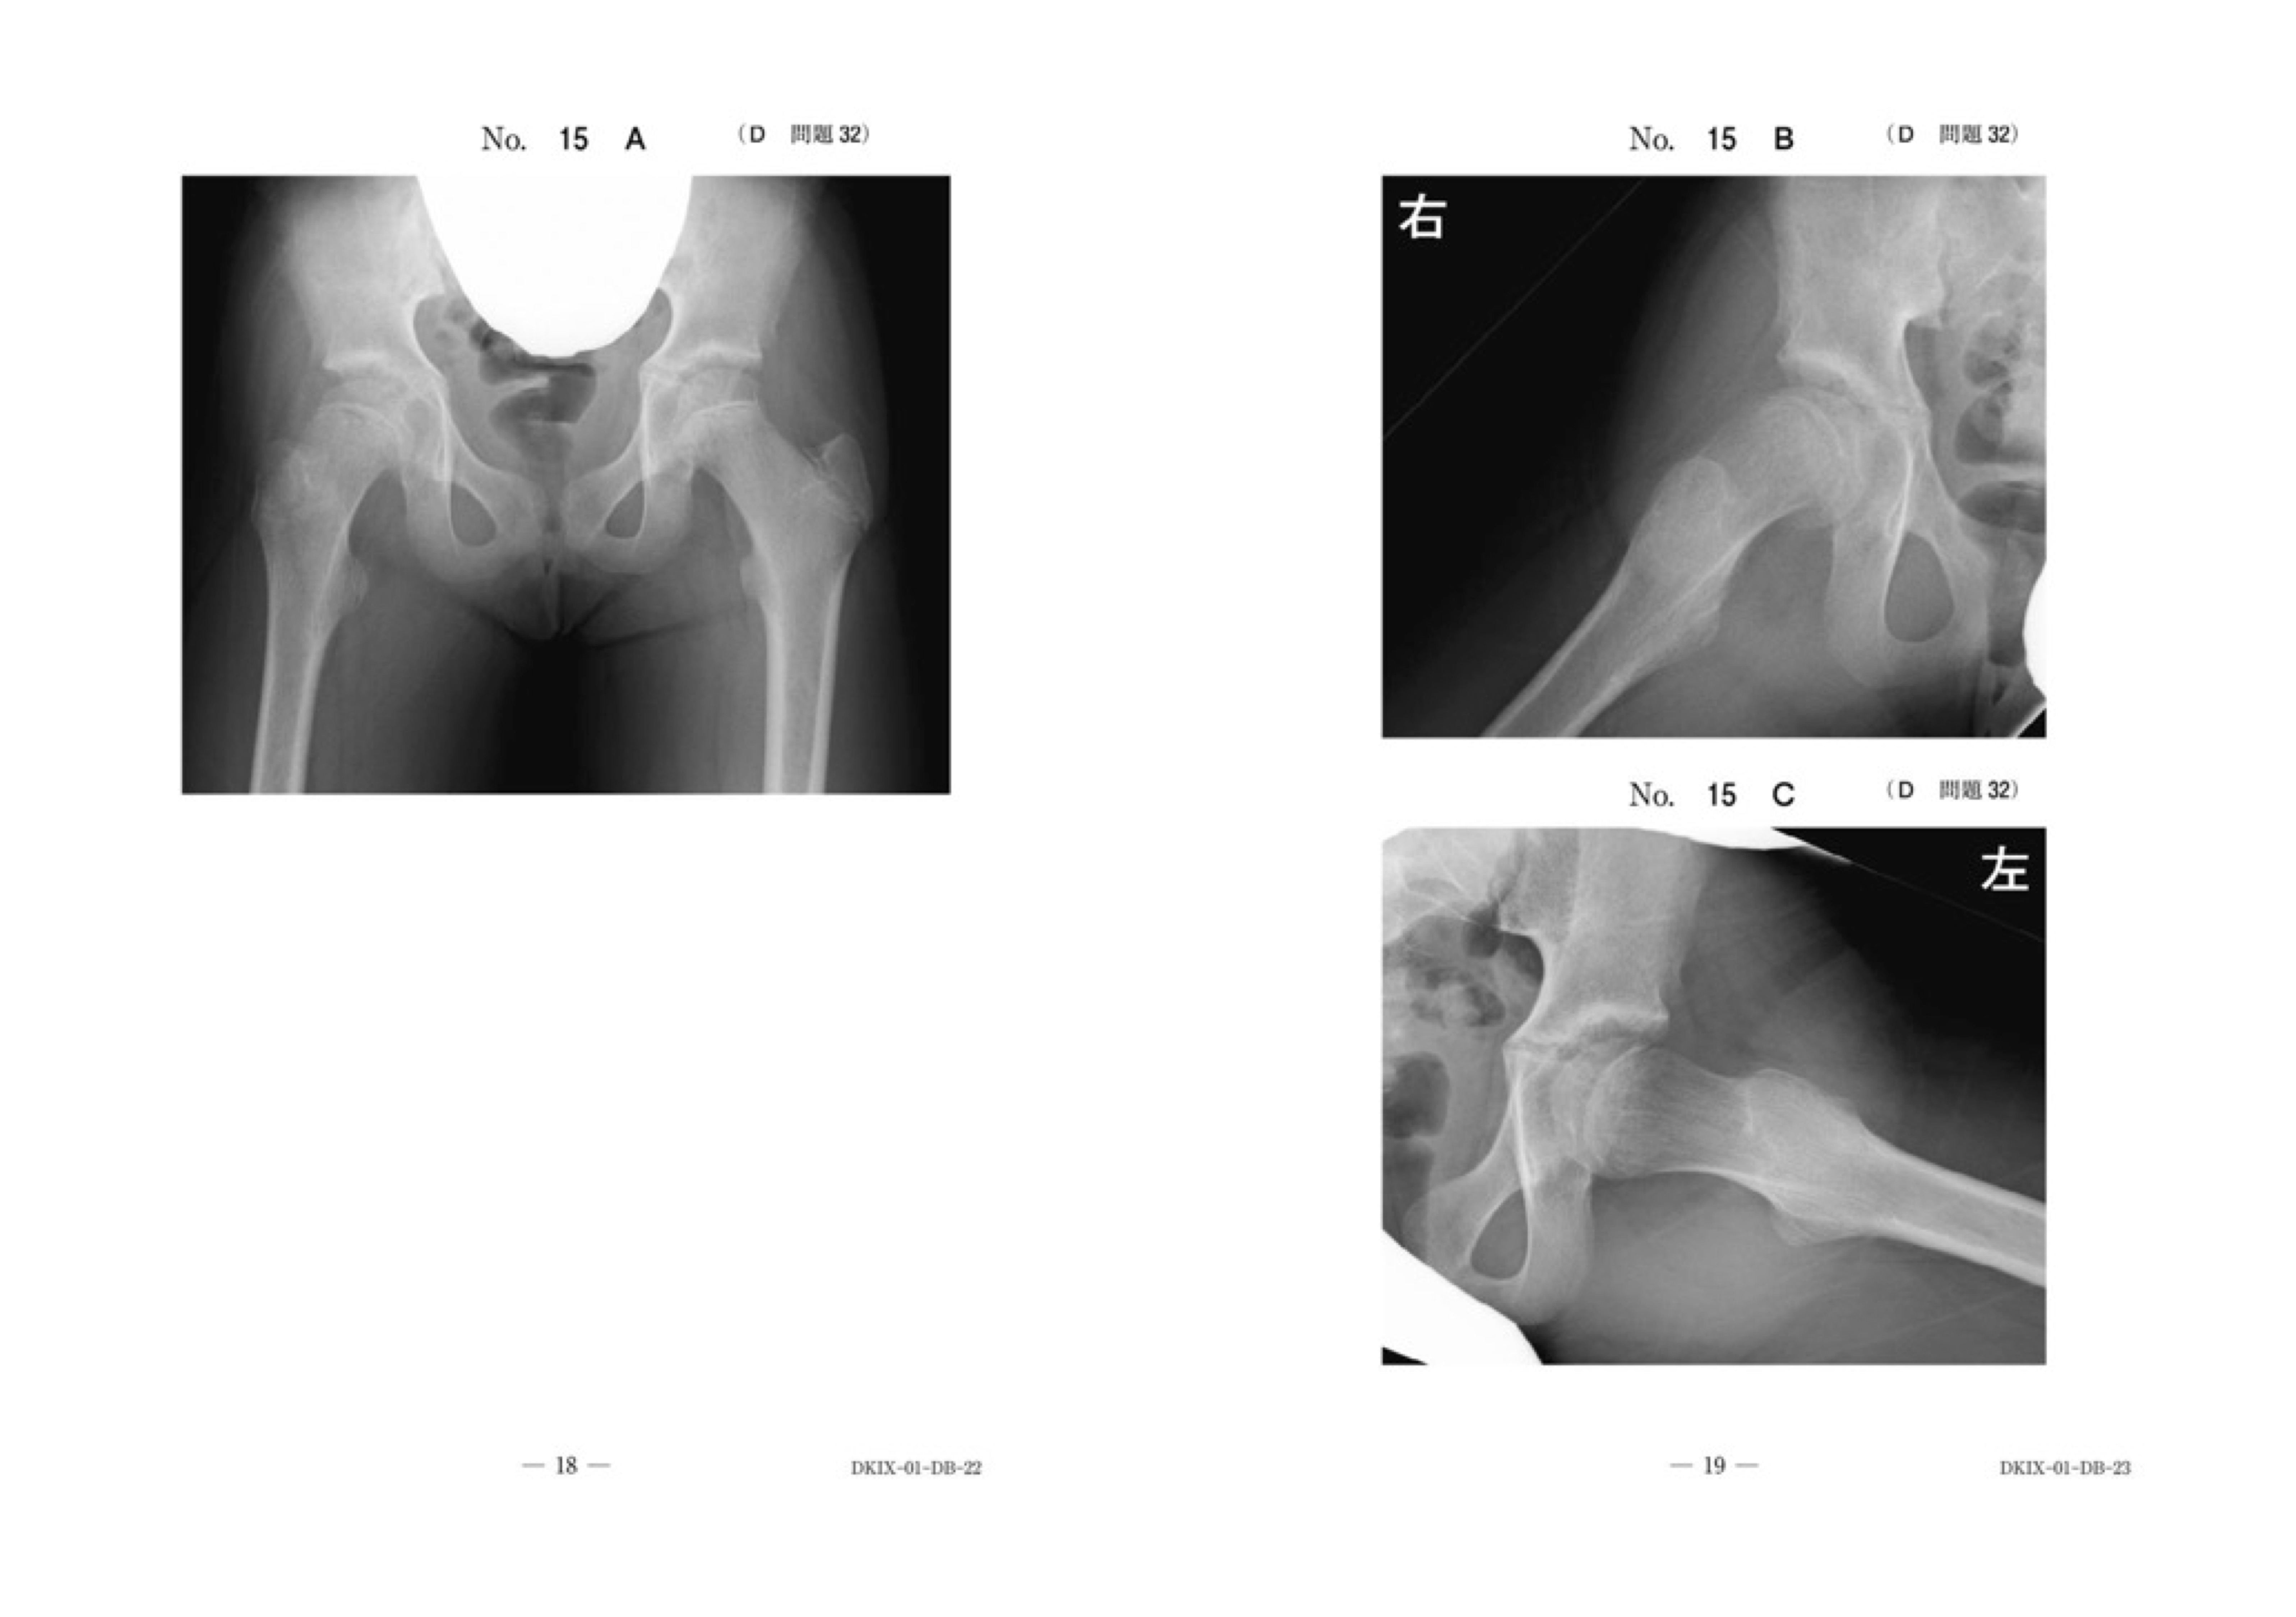 No. 15 A (D 問題 32)
No. 15 B (D 問題 32)
右
No. 15 C (D 問題 32)
左
— 18 — DKIX-01-DB-22
— 19 — DKIX-01-DB-23